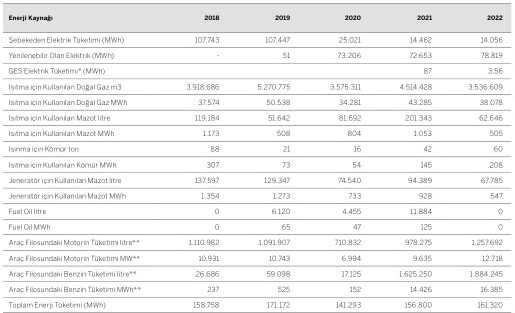 Enerji Kaynağı 2018 2019 2020 2021 2022
Şebekeden Elektrik Tüketimi (MWh) 107.743 107.447 25.021 14.462 14.056
Yenilenebilir Olan Elektrik (MWh) - 51 73.206 72.653 78.819
GES Elektrik Tüketimi* (MWh) 87 3.56
Isıtma için Kullanılan Doğal Gaz m3 3.918.686 5.270.775 3.575.311 4.514.428 3.536.609
Isıtma için Kullanılan Doğal Gaz MWh 37.574 50.538 34.281 43.285 38.078
Isıtma için Kullanılan Mazot litre 119.184 51.642 81.692 201.343 62.646
Isıtma için Kullanılan Mazot MWh 1.173 508 804 1.053 505
Isınma için Kömür ton 88 21 16 42 60
Isıtma için Kullanılan Kömür MWh 307 73 54 145 208
Jeneratör için Kullanılan Mazot litre 137.597 129.347 74.540 94.389 67.785
Jeneratör için Kullanılan Mazot MWh 1.354 1.273 733 928 547
Fuel Oil litre 0 6.120 4.455 11.884 0
Fuel Oil MWh 0 65 47 125 0
Araç Filosundaki Motorin Tüketimi litre** 1.110.982 1.091.907 710.832 978.275 1.257.692
Araç Filosundaki Motorin Tüketimi MW** 10.931 10.743 6.994 9.635 12.718
Araç Filosundaki Benzin Tüketimi litre** 26.686 59.098 17.125 1.625.250 1.884.245
Araç Filosundaki Benzin Tüketimi MWh** 237 525 152 14.426 16.385
Toplam Enerji Tüketimi (MWh) 158.758 171.172 141.293 156.800 161.320